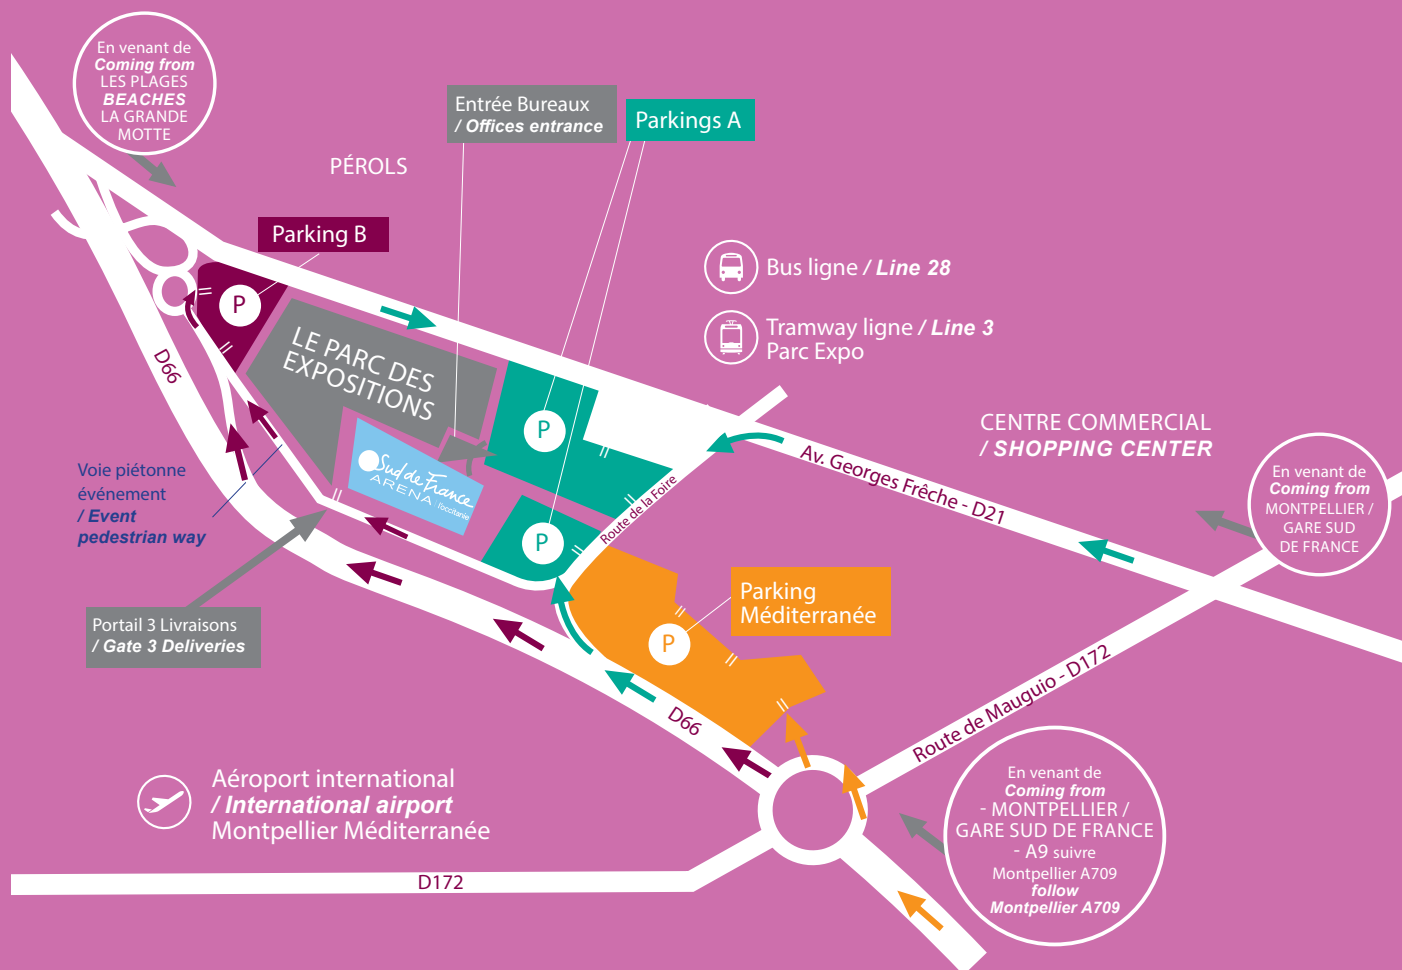 En venant de
Coming from
LES PLAGES
BEACHES
LA GRANDE
MOTTE
PÉROLS
Entrée Bureaux
/ Offices entrance
Parkings A
Parking B
P
Bus ligne / Line 28
Tramway ligne / Line 3
Parc Expo
LE PARC DES
EXPOSITIONS
D66
P
CENTRE COMMERCIAL
/ SHOPPING CENTER
Av. Georges Frêche - D21
En venant de
Coming from
MONTPELLIER /
GARE SUD
DE FRANCE
Voie piétonne
événement
/ Event
pedestrian way
Sud de France
ARENA
l'occitanie
Route de la Foire
P
Portail 3 Livraisons
/ Gate 3 Deliveries
Parking
Méditerranée
P
D66
Route de Mauguio - D172
Aéroport international
/ International airport
Montpellier Méditerranée
En venant de
Coming from
- MONTPELLIER /
GARE SUD DE FRANCE
- A9 suivre
Montpellier A709
follow
Montpellier A709
D172